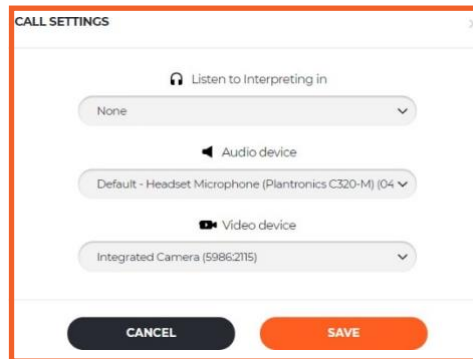 CALL SETTINGS
Listen to Interpreting in
None
Audio device
Default - Headset Microphone (Plantronics C320-M) (04
Video device
Integrated Camera (5986:2115)
CANCEL
SAVE